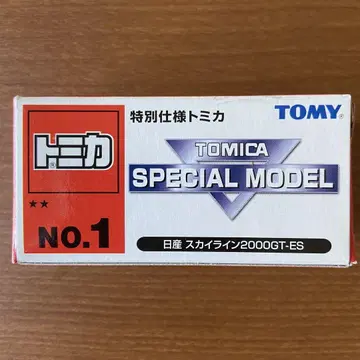 特別仕様トミカ
TOMY
トミカ
TOMICA
SPECIAL MODEL
★★
NO.1
日産 スカイライン2000GT-ES